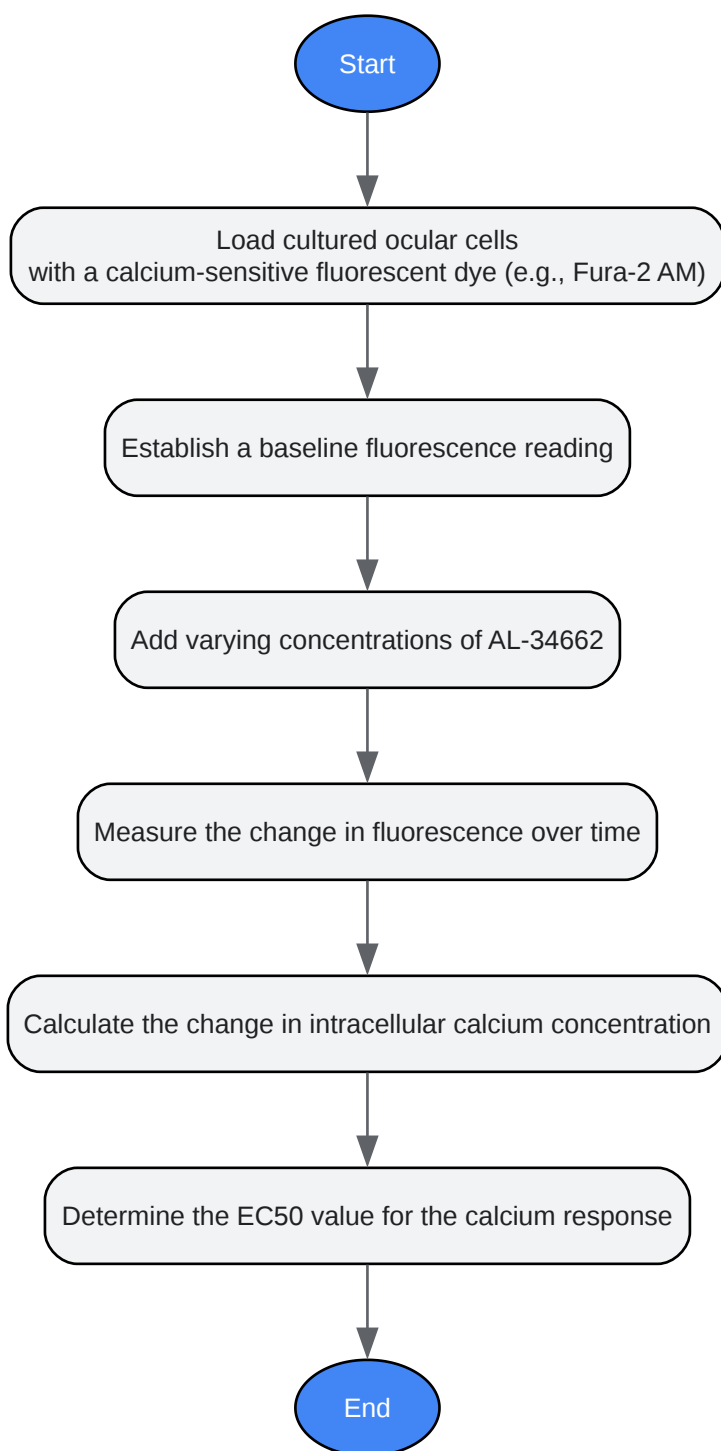 Start
Load cultured ocular cells
with a calcium-sensitive fluorescent dye (e.g., Fura-2 AM)
Establish a baseline fluorescence reading
Add varying concentrations of AL-34662
Measure the change in fluorescence over time
Calculate the change in intracellular calcium concentration
Determine the EC50 value for the calcium response
End